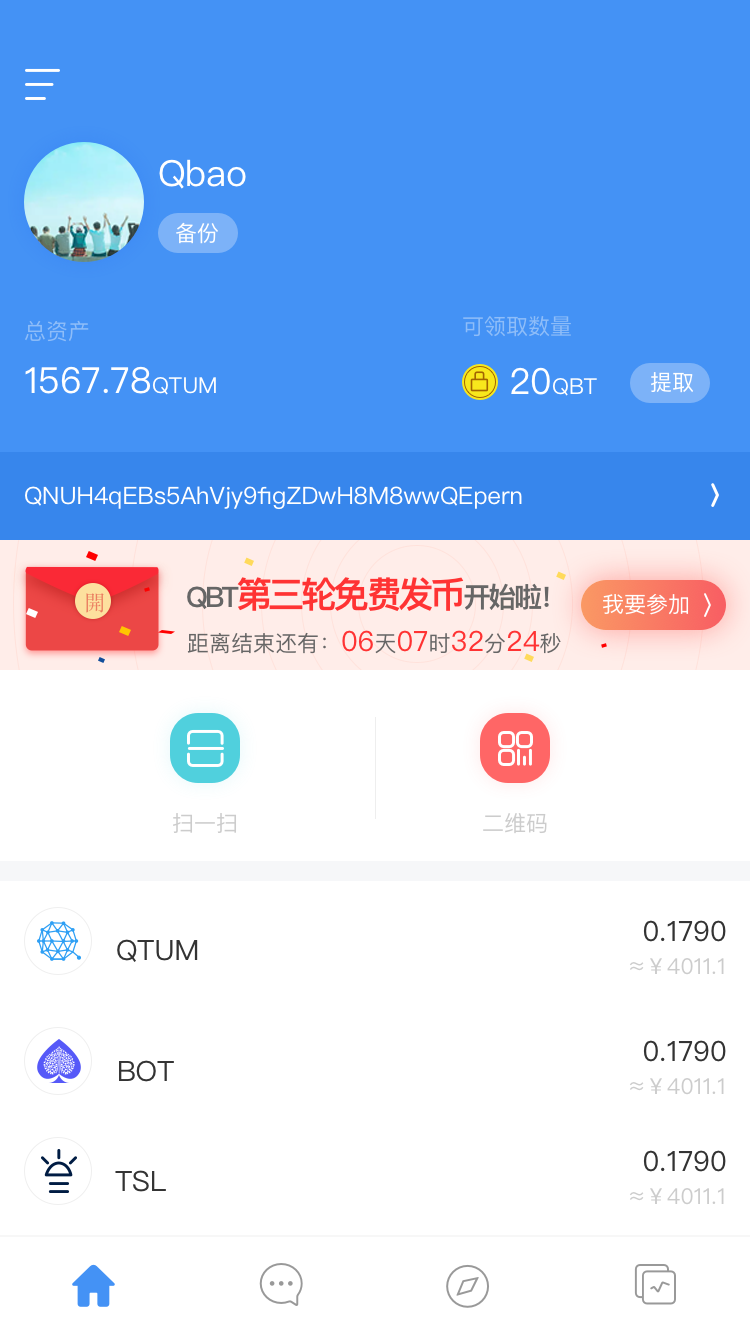 Qbao
备份
总资产
可领取数量
1567.78QTUM
20QBT
提取
QNUH4qEBs5AhVjy9figZDwH8M8wwQEpern
開
QBT第三轮免费发币开始啦!
距离结束还有：06天07时32分24秒
我要参加
扫一扫
二维码
QTUM
0.1790
≈¥4011.1
BOT
0.1790
≈¥4011.1
TSL
0.1790
≈¥4011.1